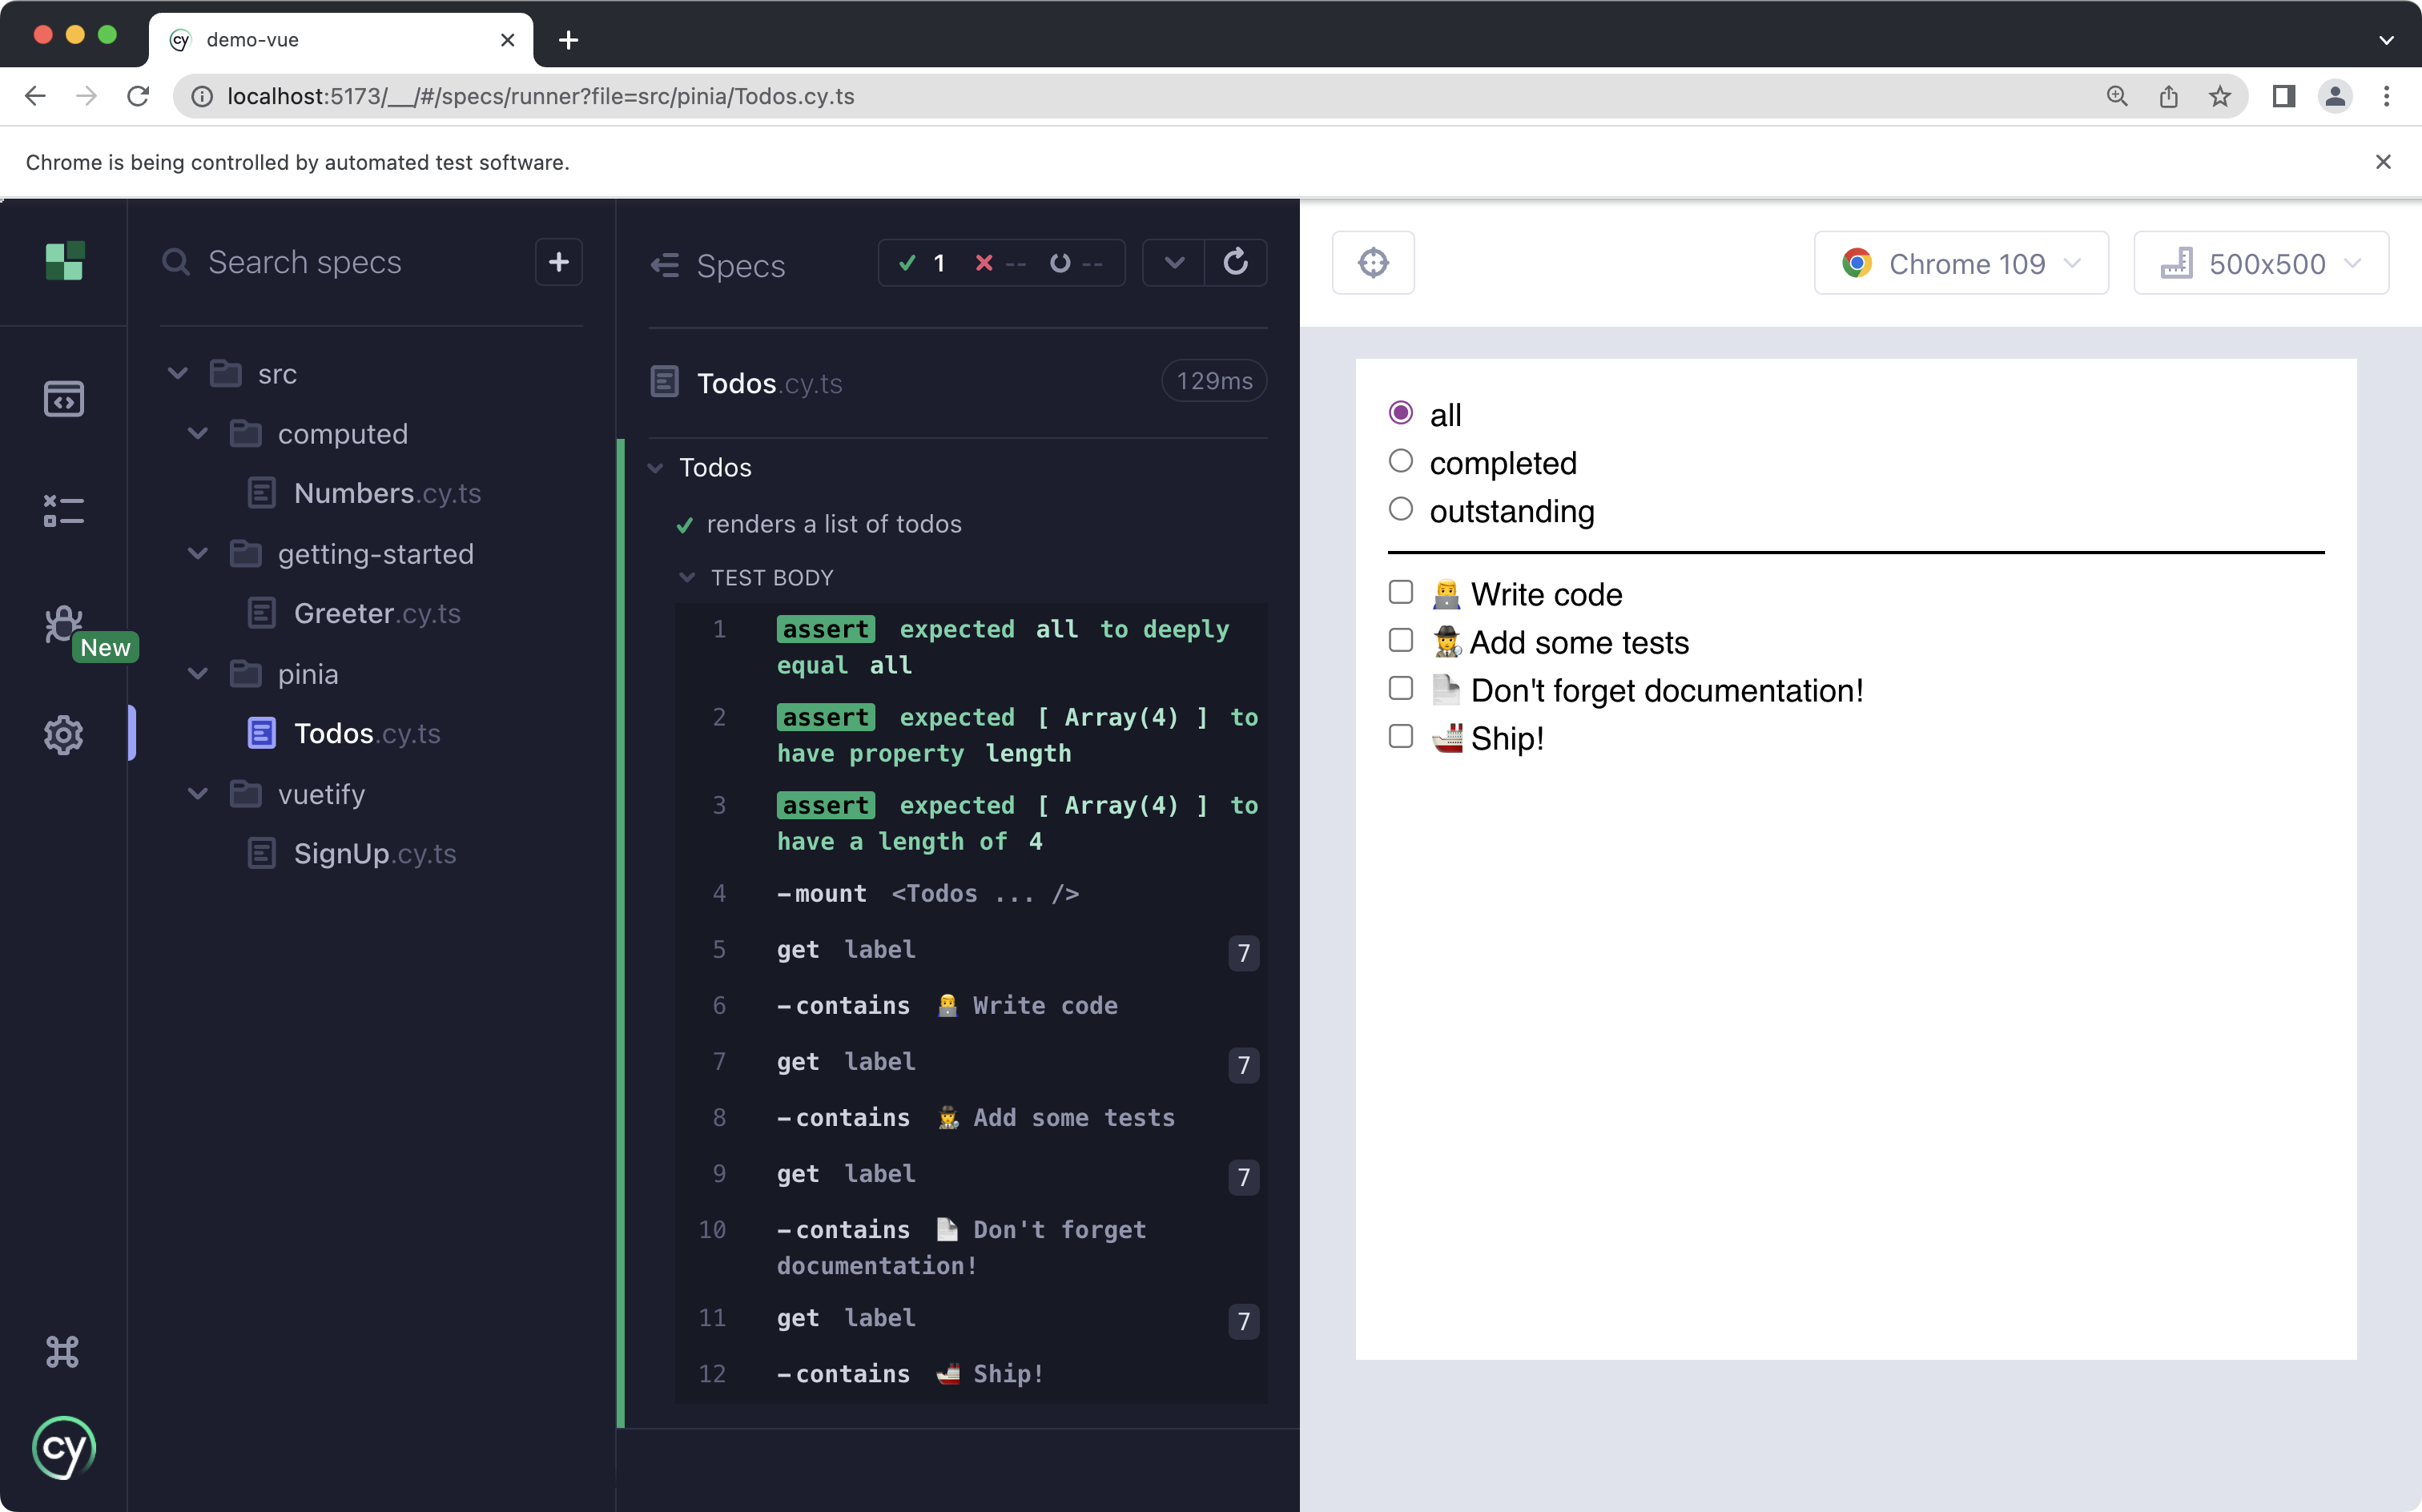 cy demo-vue
localhost:5173/__/#/specs/runner?file=src/pinia/Todos.cy.ts
Chrome is being controlled by automated test software.
New
cy
Search specs
src
computed
Numbers.cy.ts
getting-started
Greeter.cy.ts
pinia
Todos.cy.ts
vuetify
SignUp.cy.ts
Specs 1 -- --
Todos.cy.ts 129ms
Todos
renders a list of todos
TEST BODY
1 assert expected all to deeply
equal all
2 assert expected [ Array(4) ] to
have property length
3 assert expected [ Array(4) ] to
have a length of 4
4 -mount <Todos ... />
5 get label 7
6 -contains 👨‍💻 Write code
7 get label 7
8 -contains 🕵️ Add some tests
9 get label 7
10 -contains 📄 Don't forget
documentation!
11 get label 7
12 -contains 🚢 Ship!
Chrome 109
500x500
all
completed
outstanding
👨‍💻 Write code
🕵️ Add some tests
📄 Don't forget documentation!
🚢 Ship!